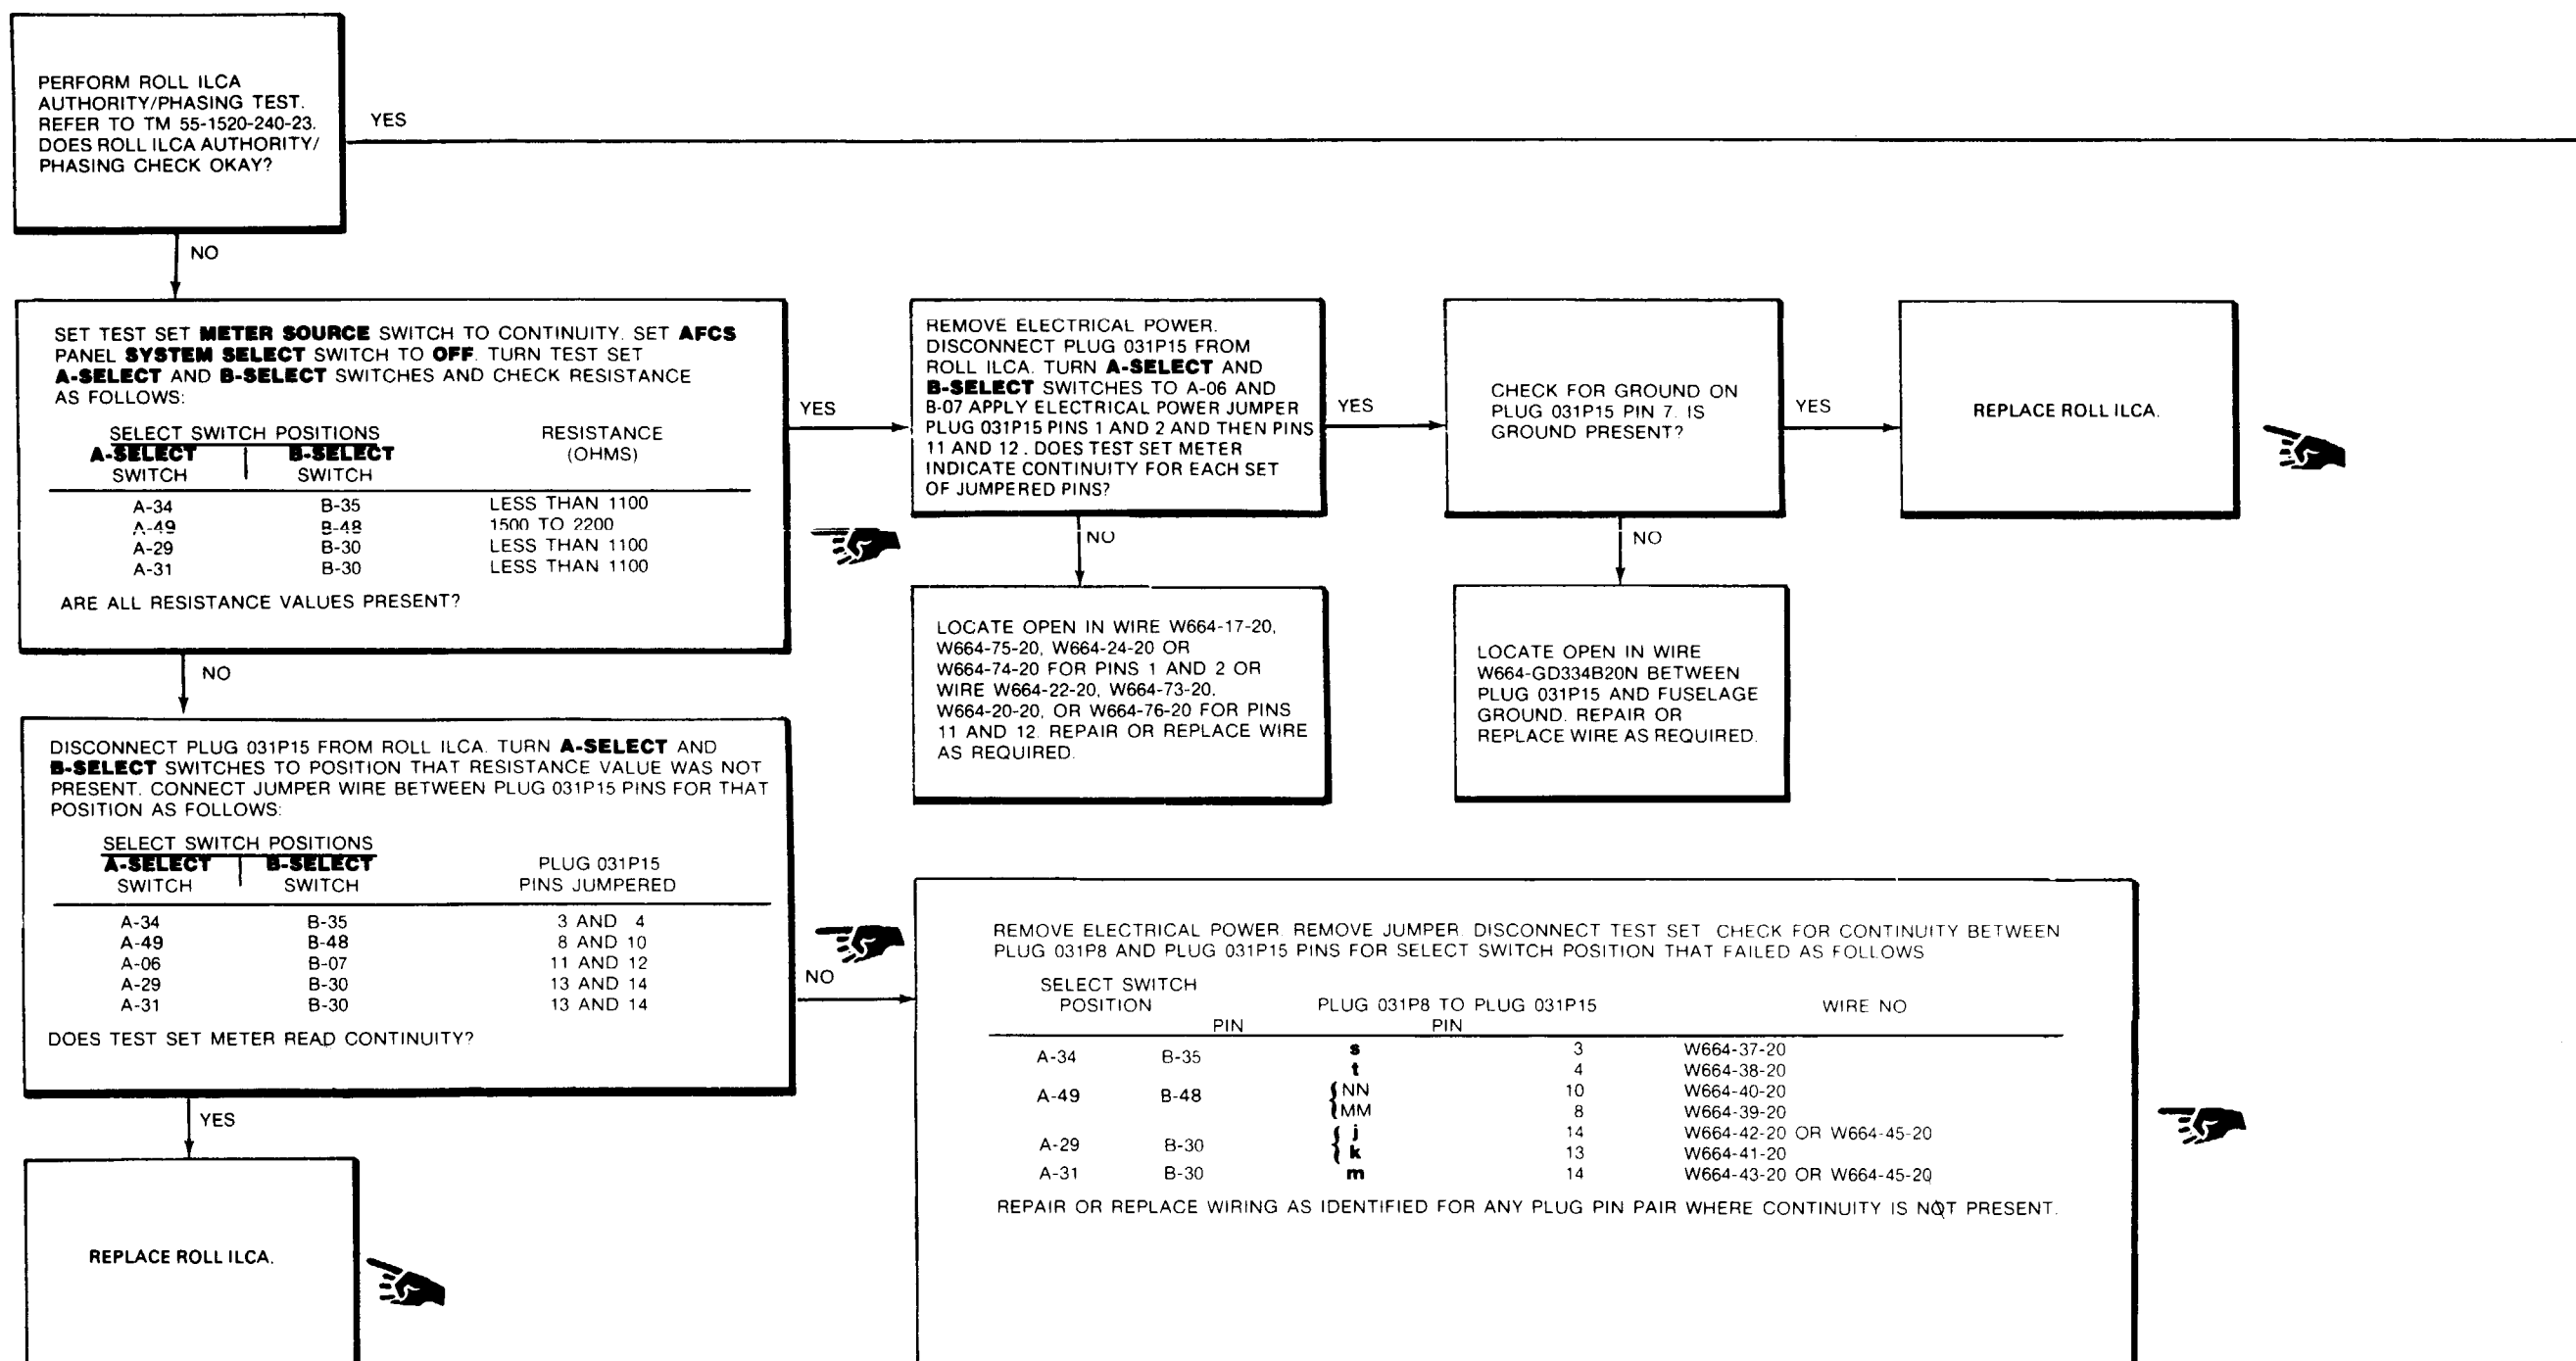 PERFORM ROLL ILCA
AUTHORITY/PHASING TEST.
REFER TO TM 55-1520-240-23.
DOES ROLL ILCA AUTHORITY/
PHASING CHECK OKAY?
YES
NO
SET TEST SET METER SOURCE SWITCH TO CONTINUITY. SET AFCS
PANEL SYSTEM SELECT SWITCH TO OFF. TURN TEST SET
A-SELECT AND B-SELECT SWITCHES AND CHECK RESISTANCE
AS FOLLOWS:
SELECT SWITCH POSITIONS RESISTANCE
A-SELECT B-SELECT (OHMS)
SWITCH SWITCH
A-34 B-35 LESS THAN 1100
A-49 B-48 1500 TO 2200
A-29 B-30 LESS THAN 1100
A-31 B-30 LESS THAN 1100
ARE ALL RESISTANCE VALUES PRESENT?
YES
REMOVE ELECTRICAL POWER.
DISCONNECT PLUG 031P15 FROM
ROLL ILCA. TURN A-SELECT AND
B-SELECT SWITCHES TO A-06 AND
B-07 APPLY ELECTRICAL POWER JUMPER
PLUG 031P15 PINS 1 AND 2 AND THEN PINS
11 AND 12. DOES TEST SET METER
INDICATE CONTINUITY FOR EACH SET
OF JUMPERED PINS?
YES
CHECK FOR GROUND ON
PLUG 031P15 PIN 7. IS
GROUND PRESENT?
YES
REPLACE ROLL ILCA.
NO
LOCATE OPEN IN WIRE W664-17-20,
W664-75-20, W664-24-20 OR
W664-74-20 FOR PINS 1 AND 2 OR
WIRE W664-22-20, W664-73-20,
W664-20-20, OR W664-76-20 FOR PINS
11 AND 12. REPAIR OR REPLACE WIRE
AS REQUIRED.
NO
LOCATE OPEN IN WIRE
W664-GD334B20N BETWEEN
PLUG 031P15 AND FUSELAGE
GROUND. REPAIR OR
REPLACE WIRE AS REQUIRED.
NO
DISCONNECT PLUG 031P15 FROM ROLL ILCA. TURN A-SELECT AND
B-SELECT SWITCHES TO POSITION THAT RESISTANCE VALUE WAS NOT
PRESENT. CONNECT JUMPER WIRE BETWEEN PLUG 031P15 PINS FOR THAT
POSITION AS FOLLOWS:
SELECT SWITCH POSITIONS
A-SELECT B-SELECT PLUG 031P15
SWITCH SWITCH PINS JUMPERED
A-34 B-35 3 AND 4
A-49 B-48 8 AND 10
A-06 B-07 11 AND 12
A-29 B-30 13 AND 14
A-31 B-30 13 AND 14
DOES TEST SET METER READ CONTINUITY?
NO
REMOVE ELECTRICAL POWER. REMOVE JUMPER. DISCONNECT TEST SET CHECK FOR CONTINUITY BETWEEN
PLUG 031P8 AND PLUG 031P15 PINS FOR SELECT SWITCH POSITION THAT FAILED AS FOLLOWS
SELECT SWITCH
POSITION PLUG 031P8 TO PLUG 031P15 WIRE NO
PIN PIN
A-34 B-35 s 3 W664-37-20
t 4 W664-38-20
A-49 B-48 NN 10 W664-40-20
MM 8 W664-39-20
A-29 B-30 j 14 W664-42-20 OR W664-45-20
k 13 W664-41-20
A-31 B-30 m 14 W664-43-20 OR W664-45-20
REPAIR OR REPLACE WIRING AS IDENTIFIED FOR ANY PLUG PIN PAIR WHERE CONTINUITY IS NOT PRESENT.
YES
REPLACE ROLL ILCA.